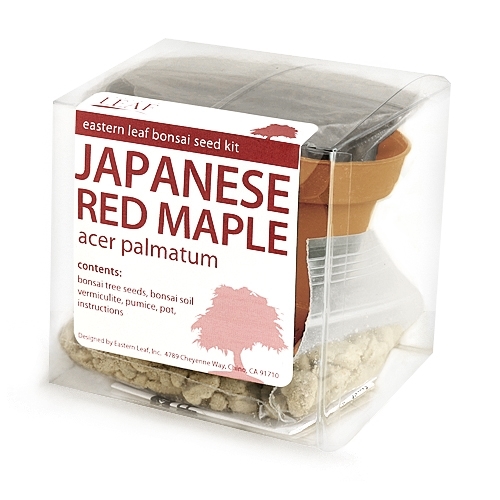 LEAF
eastern leaf bonsai seed kit
JAPANESE
RED MAPLE
acer palmatum
contents:
bonsai tree seeds, bonsai soil
vermiculite, pumice, pot,
instructions
Designed by Eastern Leaf, Inc. 4789 Cheyenne Way, Chino, CA 91710